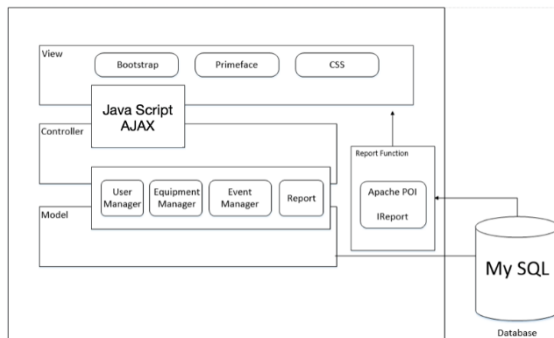 View
Bootstrap
Primeface
CSS
Java Script
AJAX
Controller
Report Function
User
Manager
Equipment
Manager
Event
Manager
Report
Apache POI
IReport
Model
My SQL
Database